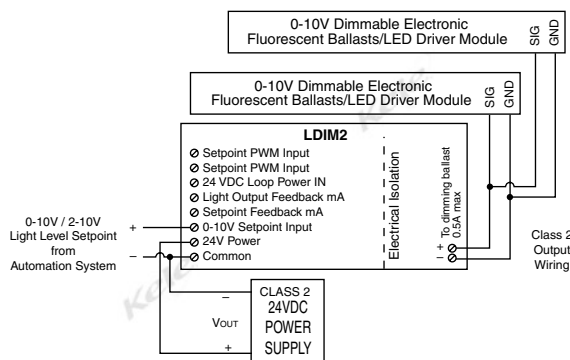 0-10V Dimmable Electronic
Fluorescent Ballasts/LED Driver Module
SIG
GND
0-10V Dimmable Electronic
Fluorescent Ballasts/LED Driver Module
SIG
GND
LDIM2
Setpoint PWM Input
Setpoint PWM Input
24 VDC Loop Power IN
Light Output Feedback mA
Setpoint Feedback mA
0-10V Setpoint Input
24V Power
Common
Electrical Isolation
To dimming ballast
0.5A max
+
–
0-10V / 2-10V
Light Level Setpoint
from
Automation System
+
–
Class 2
Output
Wiring
CLASS 2
24VDC
POWER
SUPPLY
–
VOUT
+
Kele
Kele